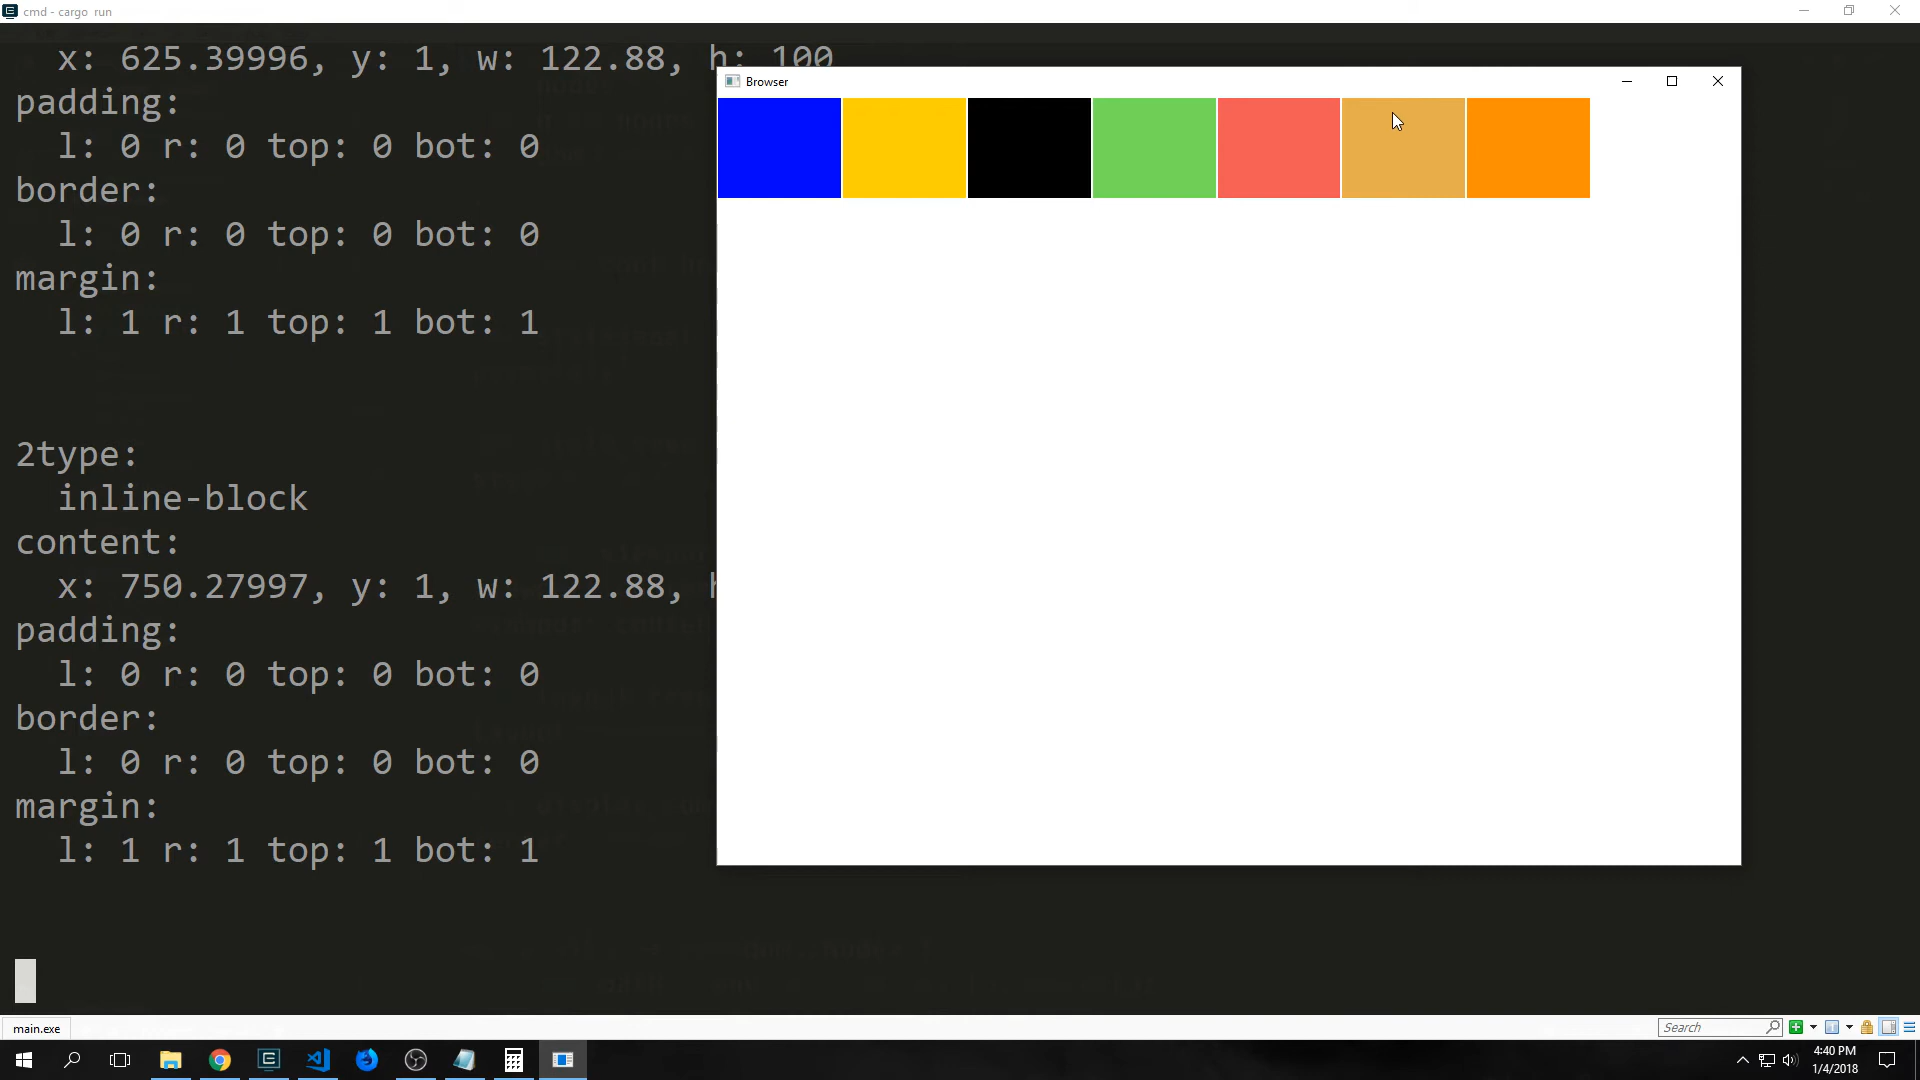 cmd - cargo  run
x: 625.39996, y: 1, w: 122.88, h: 100
padding:
l: 0 r: 0 top: 0 bot: 0
border:
l: 0 r: 0 top: 0 bot: 0
margin:
l: 1 r: 1 top: 1 bot: 1
2type:
inline-block
content:
x: 750.27997, y: 1, w: 122.88, h
padding:
l: 0 r: 0 top: 0 bot: 0
border:
l: 0 r: 0 top: 0 bot: 0
margin:
l: 1 r: 1 top: 1 bot: 1
Browser
main.exe
Search
4:40 PM
1/4/2018